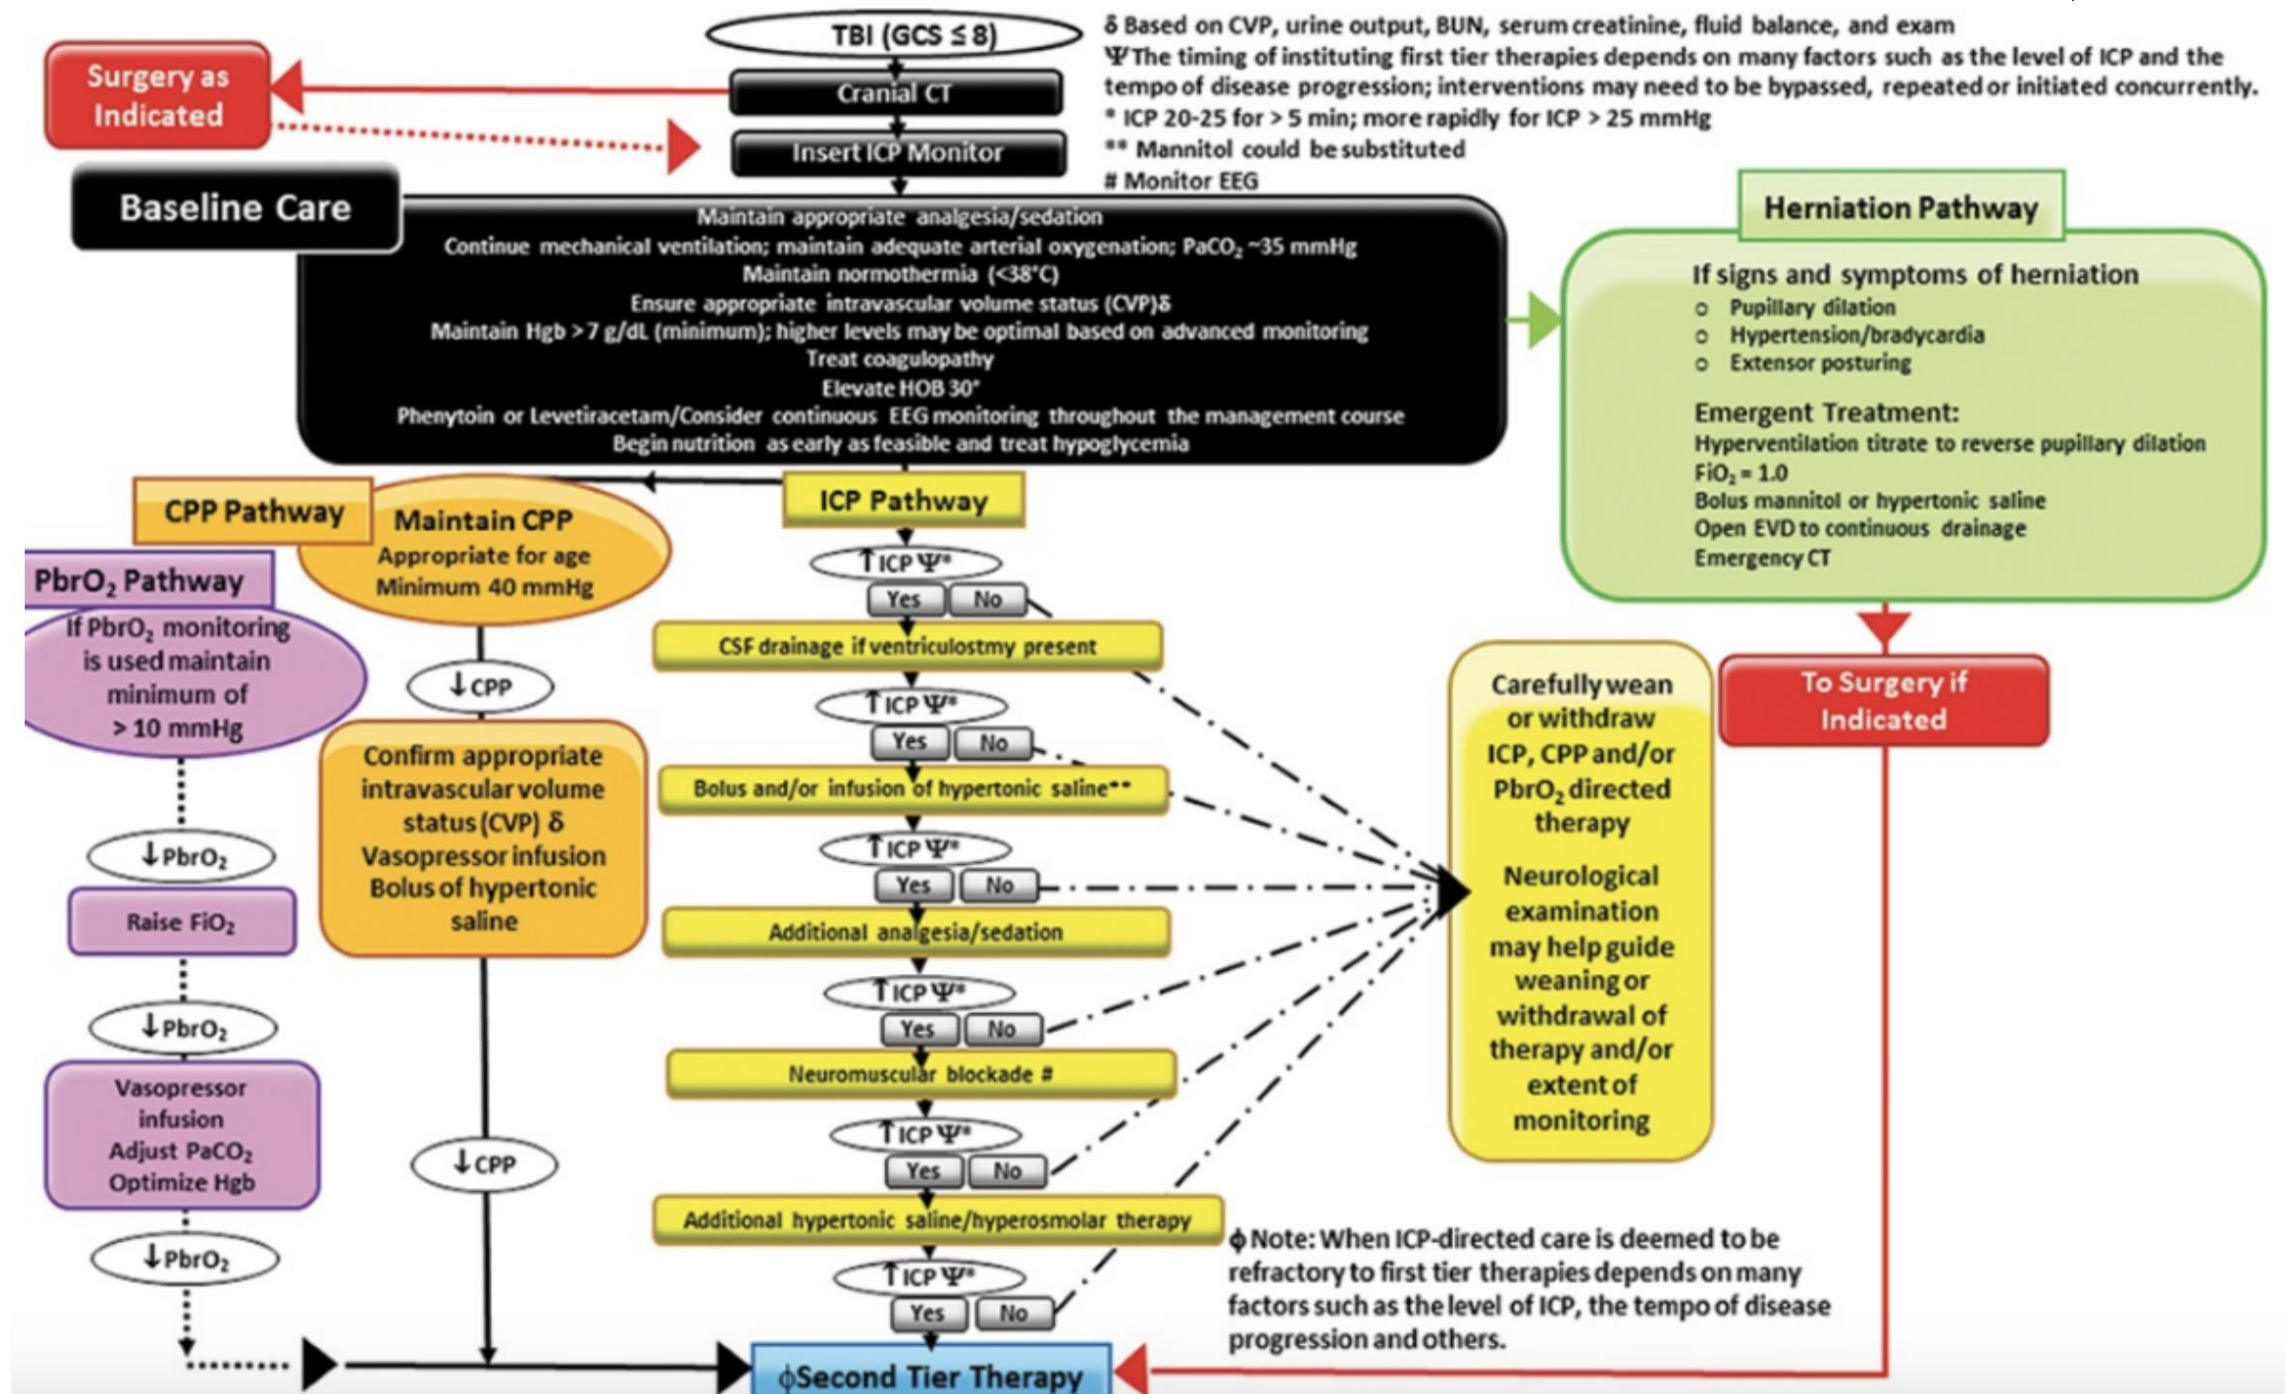 TBI (GCS ≤ 8)
δ Based on CVP, urine output, BUN, serum creatinine, fluid balance, and exam
Ψ The timing of instituting first tier therapies depends on many factors such as the level of ICP and the
tempo of disease progression; interventions may need to be bypassed, repeated or initiated concurrently.
* ICP 20-25 for > 5 min; more rapidly for ICP > 25 mmHg
** Mannitol could be substituted
# Monitor EEG
Surgery as
Indicated
Cranial CT
Insert ICP Monitor
Baseline Care
Maintain appropriate analgesia/sedation
Continue mechanical ventilation; maintain adequate arterial oxygenation; PaCO₂ ~35 mmHg
Maintain normothermia (<38°C)
Ensure appropriate intravascular volume status (CVP)δ
Maintain Hgb > 7 g/dL (minimum); higher levels may be optimal based on advanced monitoring
Treat coagulopathy
Elevate HOB 30°
Phenytoin or Levetiracetam/Consider continuous EEG monitoring throughout the management course
Begin nutrition as early as feasible and treat hypoglycemia
Herniation Pathway
If signs and symptoms of herniation
o Pupillary dilation
o Hypertension/bradycardia
o Extensor posturing
Emergent Treatment:
Hyperventilation titrate to reverse pupillary dilation
FiO₂ = 1.0
Bolus mannitol or hypertonic saline
Open EVD to continuous drainage
Emergency CT
To Surgery if
Indicated
PbrO₂ Pathway
If PbrO₂ monitoring
is used maintain
minimum of
> 10 mmHg
↓PbrO₂
Raise FiO₂
↓PbrO₂
Vasopressor
infusion
Adjust PaCO₂
Optimize Hgb
↓PbrO₂
CPP Pathway
Maintain CPP
Appropriate for age
Minimum 40 mmHg
↓CPP
Confirm appropriate
intravascular volume
status (CVP) δ
Vasopressor infusion
Bolus of hypertonic
saline
↓CPP
ICP Pathway
↑ICP Ψ*
Yes No
CSF drainage if ventriculostmy present
↑ICP Ψ*
Yes No
Bolus and/or infusion of hypertonic saline**
↑ICP Ψ*
Yes No
Additional analgesia/sedation
↑ICP Ψ*
Yes No
Neuromuscular blockade #
↑ICP Ψ*
Yes No
Additional hypertonic saline/hyperosmolar therapy
↑ICP Ψ*
Yes No
ϕSecond Tier Therapy
Carefully wean
or withdraw
ICP, CPP and/or
PbrO₂ directed
therapy
Neurological
examination
may help guide
weaning or
withdrawal of
therapy and/or
extent of
monitoring
ϕ Note: When ICP-directed care is deemed to be
refractory to first tier therapies depends on many
factors such as the level of ICP, the tempo of disease
progression and others.